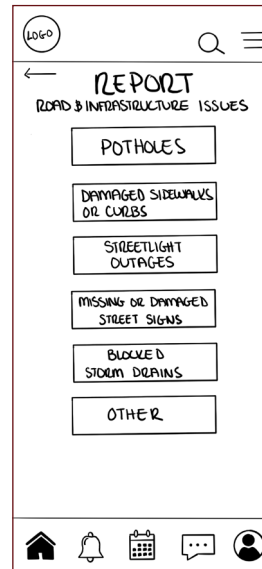 LOGO
REPORT
ROAD & INFRASTRUCTURE ISSUES
POTHOLES
DAMAGED SIDEWALKS
OR CURBS
STREETLIGHT
OUTAGES
MISSING OR DAMAGED
STREET SIGNS
BLOCKED
STORM DRAINS
OTHER